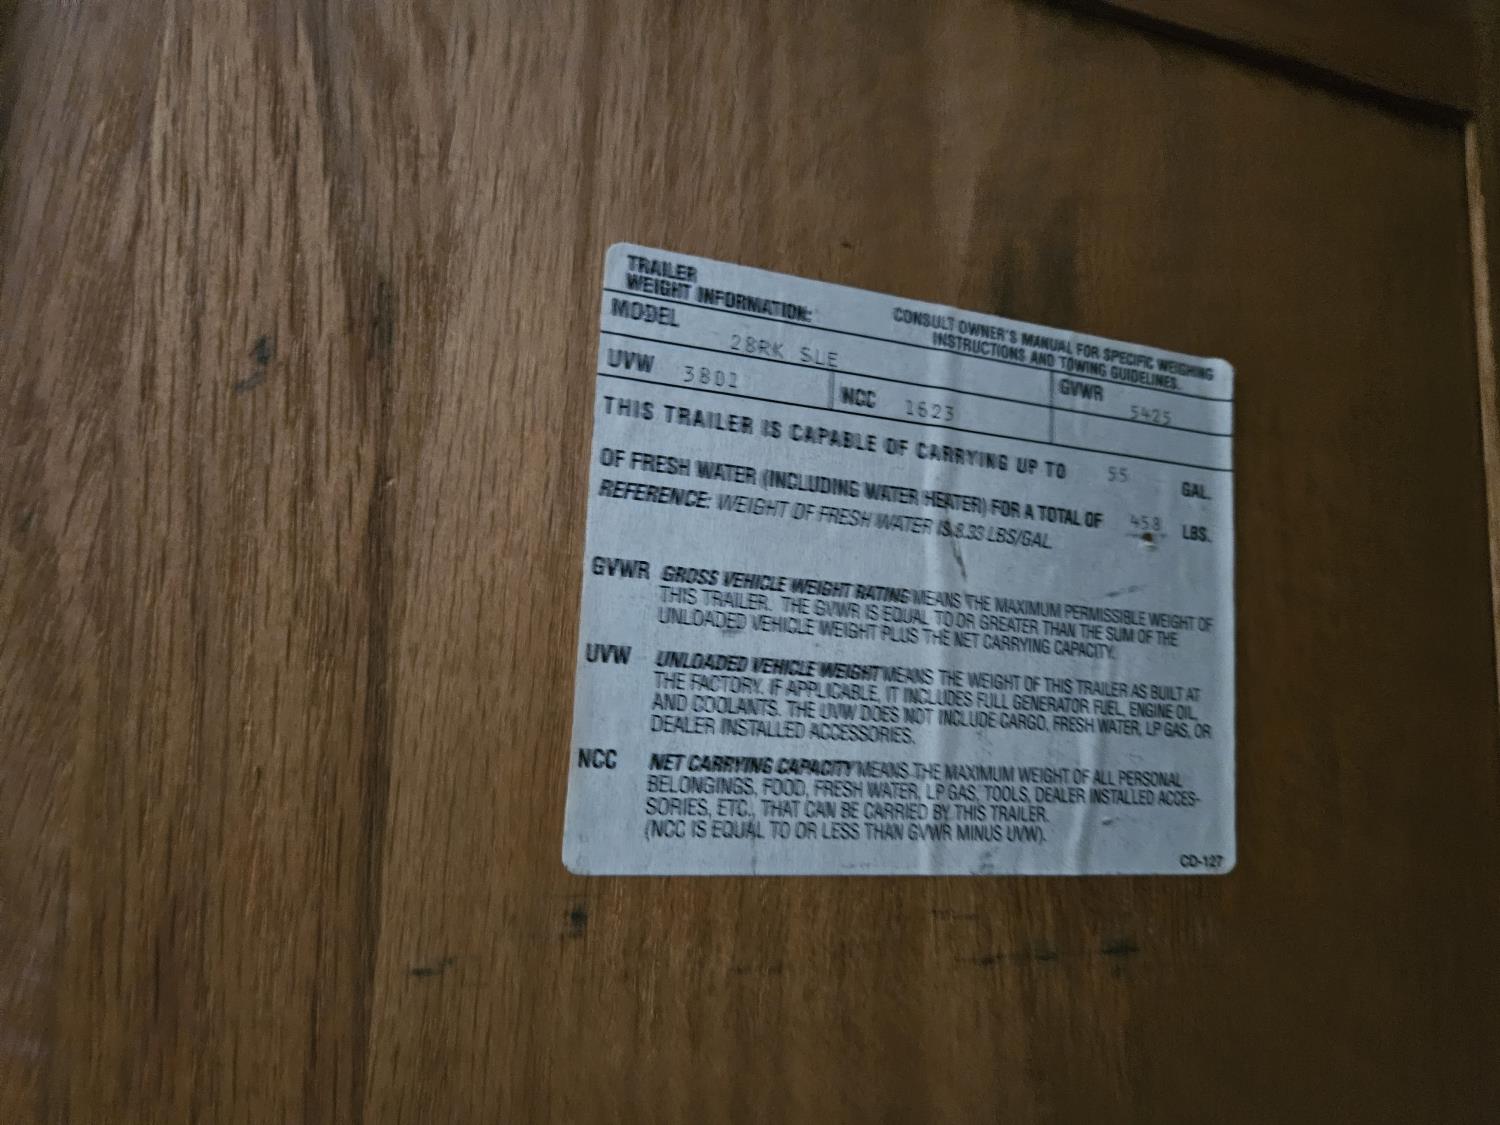 TRAILER
WEIGHT INFORMATION:
CONSULT OWNER'S MANUAL FOR SPECIFIC WEIGHING
INSTRUCTIONS AND TOWING GUIDELINES.
MODEL 28RK SLE
UVW 3801 NCC 1623 GVWR 5425
THIS TRAILER IS CAPABLE OF CARRYING UP TO 55 GAL.
OF FRESH WATER (INCLUDING WATER HEATER) FOR A TOTAL OF 458 LBS.
REFERENCE: WEIGHT OF FRESH WATER IS 8.33 LBS/GAL.
GVWR GROSS VEHICLE WEIGHT RATING MEANS THE MAXIMUM PERMISSIBLE WEIGHT OF
THIS TRAILER. THE GVWR IS EQUAL TO OR GREATER THAN THE SUM OF THE
UNLOADED VEHICLE WEIGHT PLUS THE NET CARRYING CAPACITY.
UVW UNLOADED VEHICLE WEIGHT MEANS THE WEIGHT OF THIS TRAILER AS BUILT AT
THE FACTORY. IF APPLICABLE, IT INCLUDES FULL GENERATOR FUEL, ENGINE OIL,
AND COOLANTS. THE UVW DOES NOT INCLUDE CARGO, FRESH WATER, LP GAS, OR
DEALER INSTALLED ACCESSORIES.
NCC NET CARRYING CAPACITY MEANS THE MAXIMUM WEIGHT OF ALL PERSONAL
BELONGINGS, FOOD, FRESH WATER, LP GAS, TOOLS, DEALER INSTALLED ACCES-
SORIES, ETC., THAT CAN BE CARRIED BY THIS TRAILER.
(NCC IS EQUAL TO OR LESS THAN GVWR MINUS UVW).
CD-127